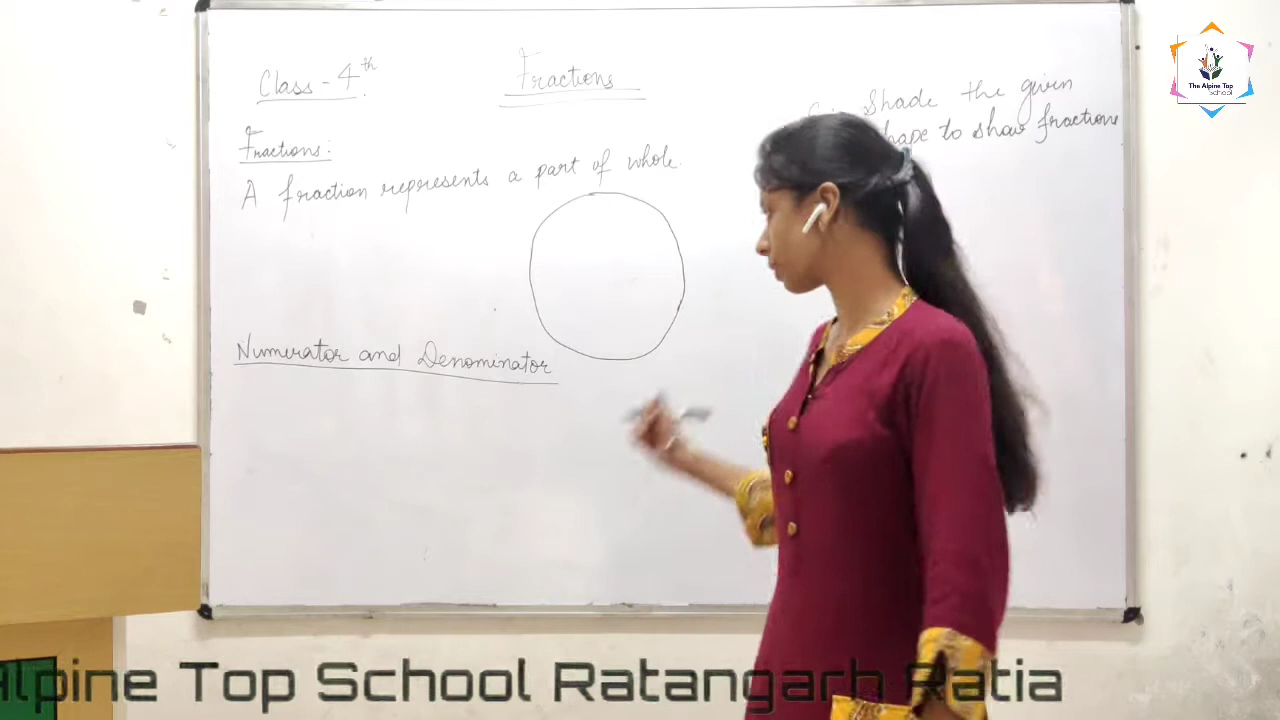 Class - 4th
Fractions
Fractions:
A fraction represents a part of whole.
Numerator and Denominator
Shade the given
shape to show fractions
The Alpine Top
School
Alpine Top School Ratangarh Ratia